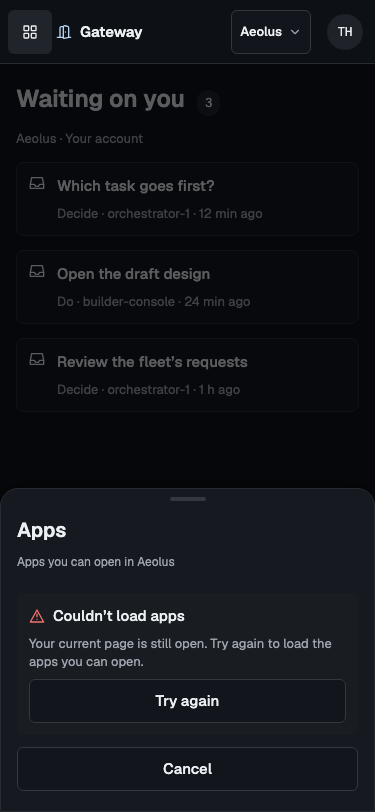 Gateway
Aeolus
TH
Waiting on you 3
Aeolus · Your account
Which task goes first?
Decide · orchestrator-1 · 12 min ago
Open the draft design
Do · builder-console · 24 min ago
Review the fleet’s requests
Decide · orchestrator-1 · 1 h ago
Apps
Apps you can open in Aeolus
Couldn’t load apps
Your current page is still open. Try again to load the
apps you can open.
Try again
Cancel